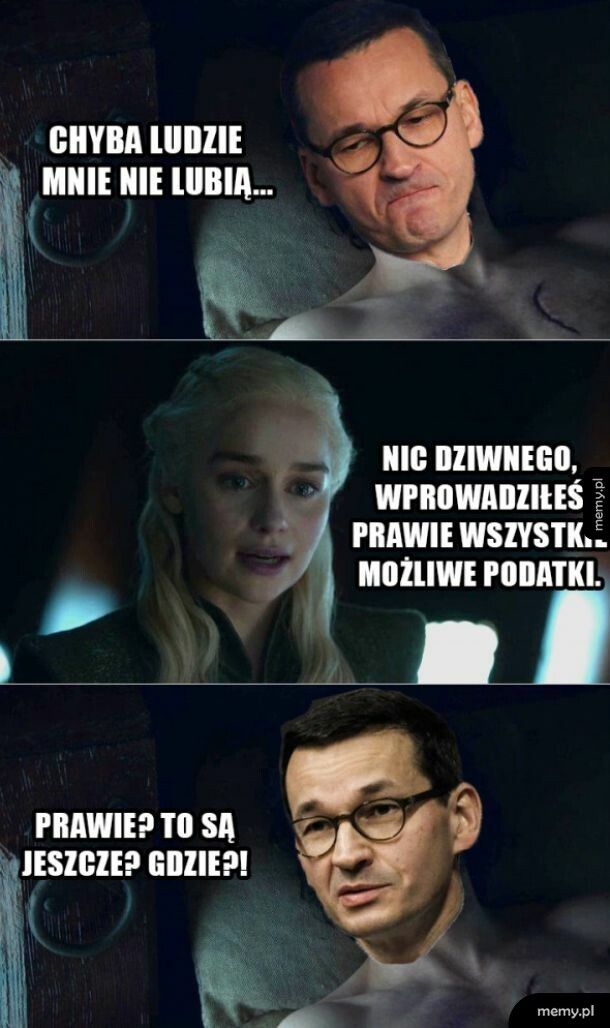 CHYBA LUDZIE
MNIE NIE LUBIĄ...
NIC DZIWNEGO,
WPROWADZIŁEŚ
PRAWIE WSZYSTKIE
MOŻLIWE PODATKI.
memy.pl
PRAWIE? TO SĄ
JESZCZE? GDZIE?!
memy.pl